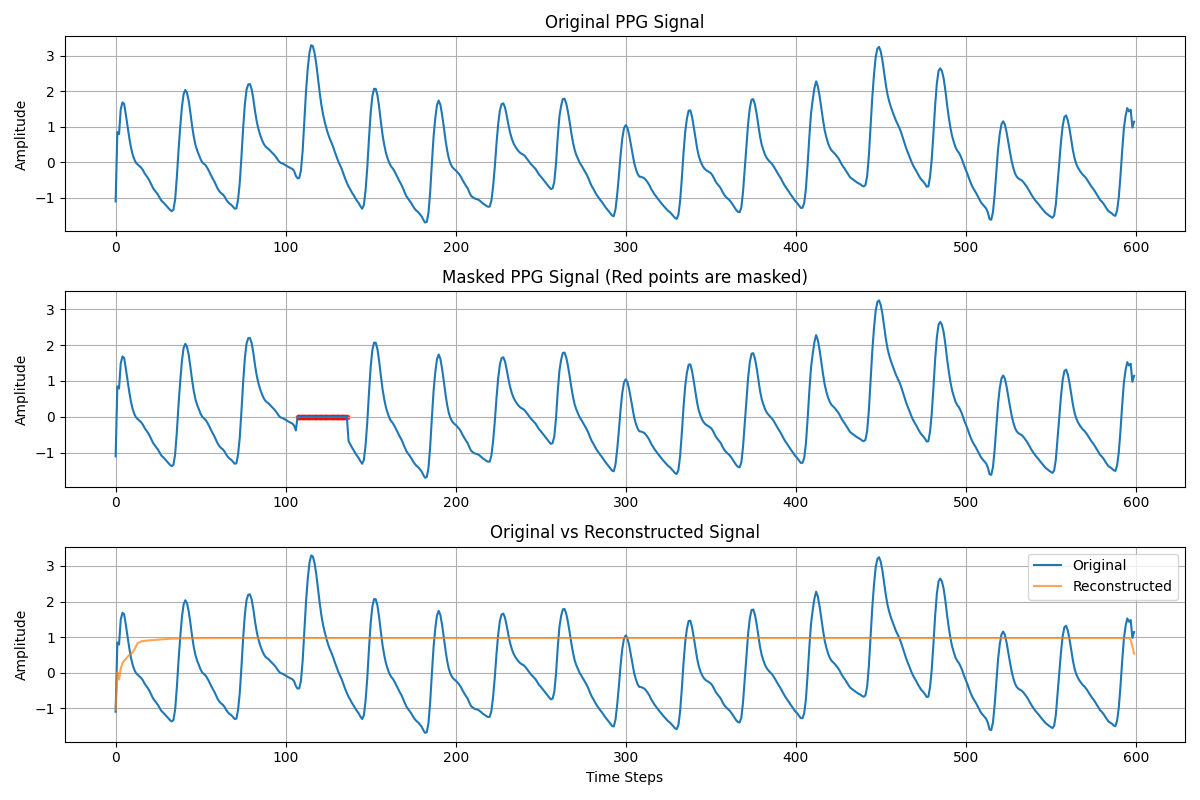 Original PPG Signal
3
2
1
0
−1
Amplitude
0 100 200 300 400 500 600
Masked PPG Signal (Red points are masked)
3
2
1
0
−1
Amplitude
0 100 200 300 400 500 600
Original vs Reconstructed Signal
Original
Reconstructed
3
2
1
0
−1
Amplitude
0 100 200 300 400 500 600
Time Steps